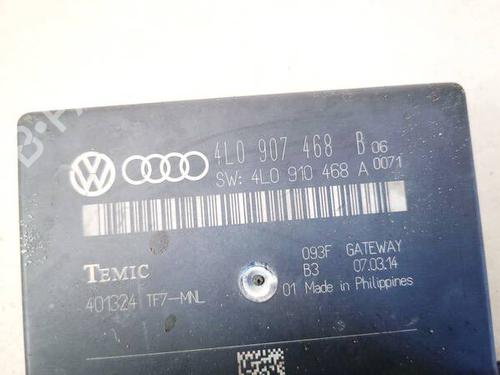 4L0 907 468 B 06
SW: 4L0 910 468 A 0071
TEMIC
401324 TF7-MNL
093F GATEWAY
B3 07.03.14
01 Made in Philippines